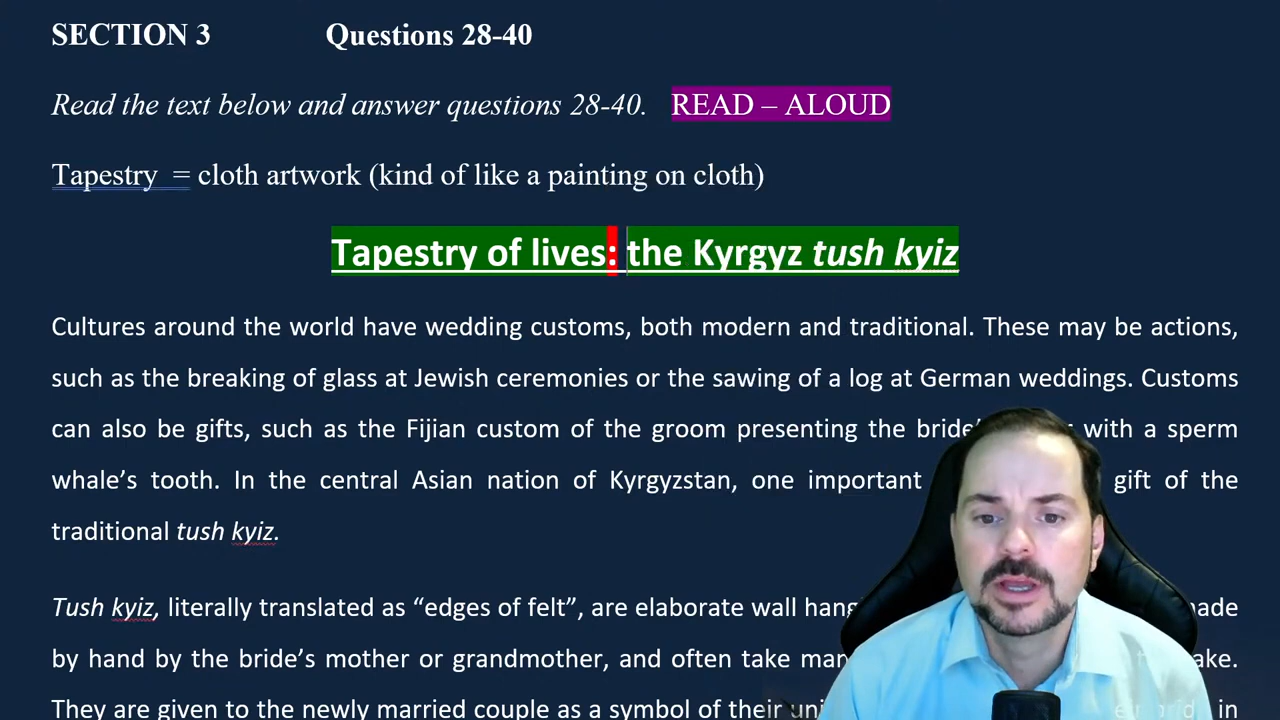 SECTION 3 Questions 28-40
Read the text below and answer questions 28-40. READ – ALOUD
Tapestry = cloth artwork (kind of like a painting on cloth)
Tapestry of lives: the Kyrgyz tush kyiz
Cultures around the world have wedding customs, both modern and traditional. These may be actions,
such as the breaking of glass at Jewish ceremonies or the sawing of a log at German weddings. Customs
can also be gifts, such as the Fijian custom of the groom presenting the bride’ with a sperm
whale’s tooth. In the central Asian nation of Kyrgyzstan, one important gift of the
traditional tush kyiz.
Tush kyiz, literally translated as “edges of felt”, are elaborate wall
by hand by the bride’s mother or grandmother, and often take
They are given to the newly married couple as a symbol of their in